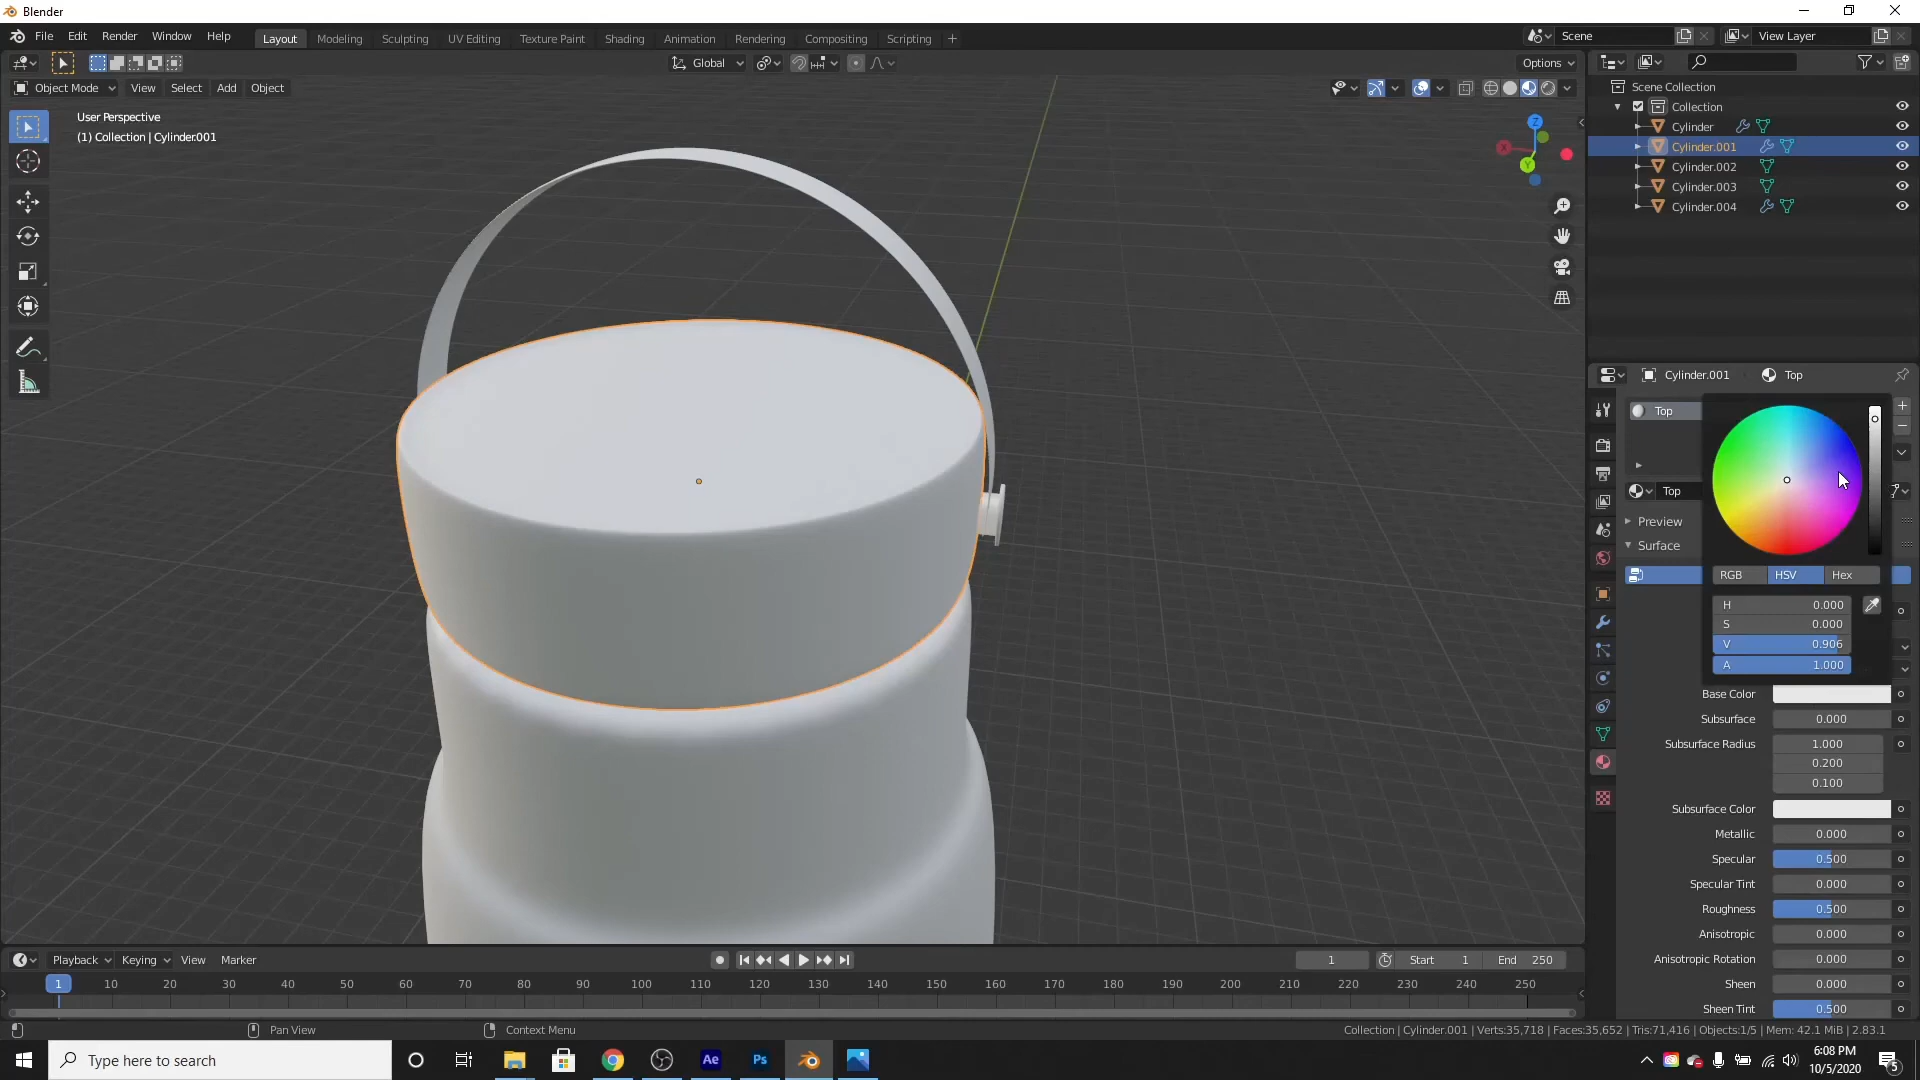 Blender
File Edit Render Window Help
Layout Modeling Sculpting UV Editing Texture Paint Shading Animation Rendering Compositing Scripting +
Scene
View Layer
Global
Options
Object Mode View Select Add Object
User Perspective
(1) Collection | Cylinder.001
Z
X
Y
Scene Collection
Collection
Cylinder
Cylinder.001
Cylinder.002
Cylinder.003
Cylinder.004
Cylinder.001 Top
Top
Top
Preview
Surface
RGB HSV Hex
H 0.000
S 0.000
V 0.906
A 1.000
Base Color
Subsurface 0.000
Subsurface Radius 1.000
0.200
0.100
Subsurface Color
Metallic 0.000
Specular 0.500
Specular Tint 0.000
Roughness 0.500
Anisotropic 0.000
Anisotropic Rotation 0.000
Sheen 0.000
Sheen Tint 0.500
Playback Keying View Marker
1 Start 1 End 250
1 10 20 30 40 50 60 70 80 90 100 110 120 130 140 150 160 170 180 190 200 210 220 230 240 250
Pan View
Context Menu
Collection | Cylinder.001 | Verts:35,718 | Faces:35,652 | Tris:71,416 | Objects:1/5 | Mem: 42.1 MiB | 2.83.1
Type here to search
Ae
Ps
6:08 PM
10/5/2020
5